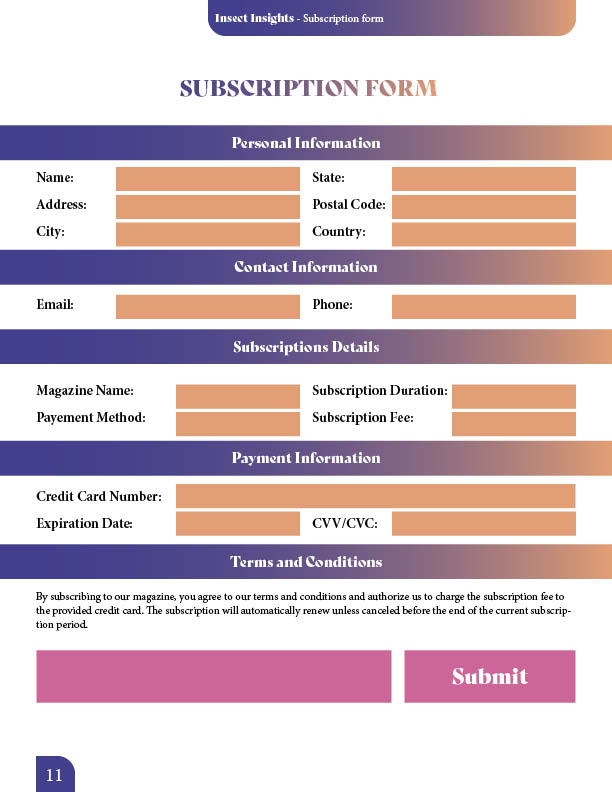 Insect Insights - Subscription form
SUBSCRIPTION FORM
Personal Information
Name:
State:
Address:
Postal Code:
City:
Country:
Contact Information
Email:
Phone:
Subscriptions Details
Magazine Name:
Subscription Duration:
Payement Method:
Subscription Fee:
Payment Information
Credit Card Number:
Expiration Date:
CVV/CVC:
Terms and Conditions
By subscribing to our magazine, you agree to our terms and conditions and authorize us to charge the subscription fee to
the provided credit card. The subscription will automatically renew unless canceled before the end of the current subscrip-
tion period.
Submit
11